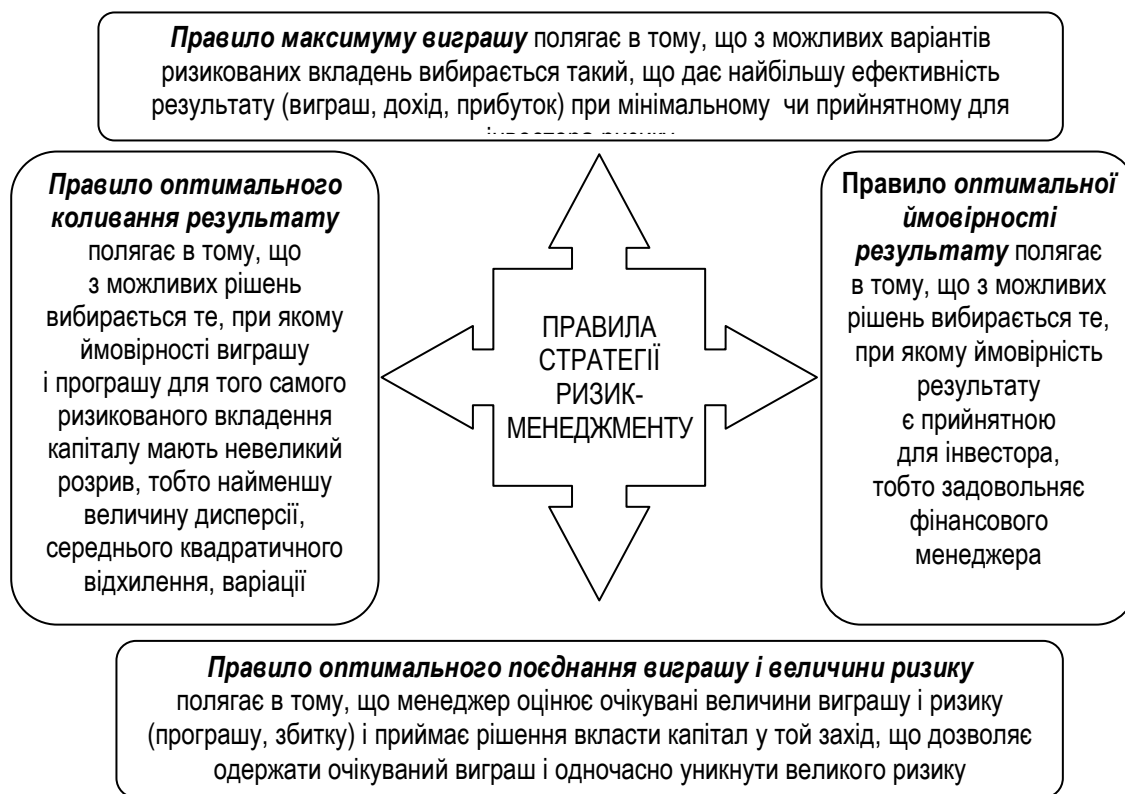 Правило максимуму виграшу полягає в тому, що з можливих варіантів
ризикованих вкладень вибирається такий, що дає найбільшу ефективність
результату (виграш, дохід, прибуток) при мінімальному чи прийнятному для
Правило оптимального
коливання результату
полягає в тому, що
з можливих рішень
вибирається те, при якому
ймовірності виграшу
і програшу для того самого
ризикованого вкладення
капіталу мають невеликий
розрив, тобто найменшу
величину дисперсії,
середнього квадратичного
відхилення, варіації
ПРАВИЛА
СТРАТЕГІЇ
РИЗИК-
МЕНЕДЖМЕНТУ
Правило оптимальної
ймовірності
результату полягає
в тому, що з можливих
рішень вибирається те,
при якому ймовірність
результату
є прийнятною
для інвестора,
тобто задовольняє
фінансового
менеджера
Правило оптимального поєднання виграшу і величини ризику
полягає в тому, що менеджер оцінює очікувані величини виграшу і ризику
(програшу, збитку) і приймає рішення вкласти капітал у той захід, що дозволяє
одержати очікуваний виграш і одночасно уникнути великого ризику